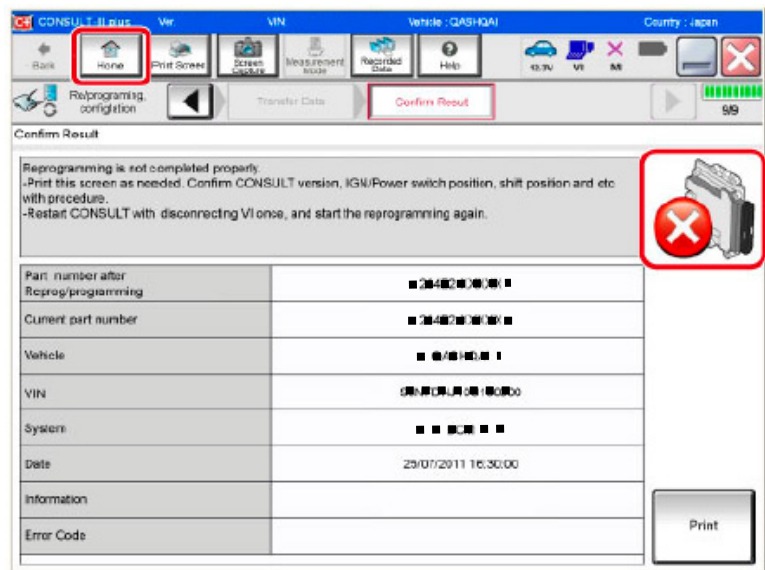 CONSULT-III plus Ver. VIN Vehicle : QASHQAI Country : Japan
Back Home Print Screen Screen Capture Measurement Mode Recorded Data Help 12.7V VI MI
Re/programing, configlation Transfer Data Confirm Result 9/9
Confirm Result
Reprogramming is not completed properly.
-Print this screen as needed. Confirm CONSULT version, IGN/Power switch position, shift position and etc
with precedure.
-Restart CONSULT with disconnecting VI once, and start the reprogramming again.
Part number after
Reprog/programming
Current part number
Vehicle
VIN
System
Date 25/07/2011 16:30:00
Information
Error Code
Print